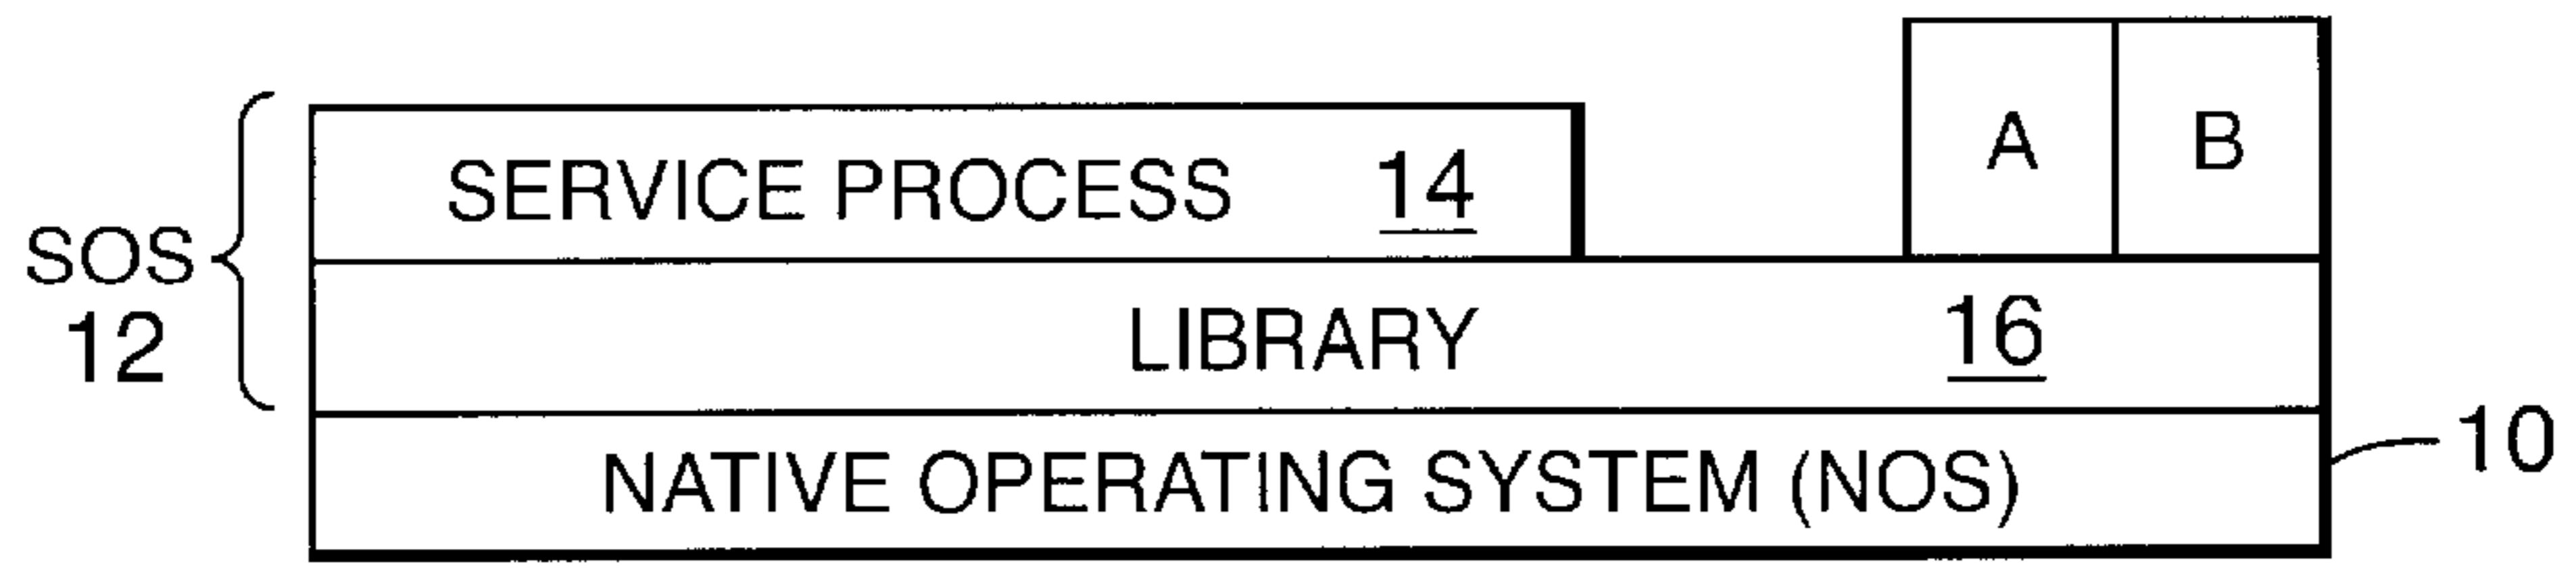 A B
SERVICE PROCESS 14
SOS
12
LIBRARY 16
NATIVE OPERATING SYSTEM (NOS) 10